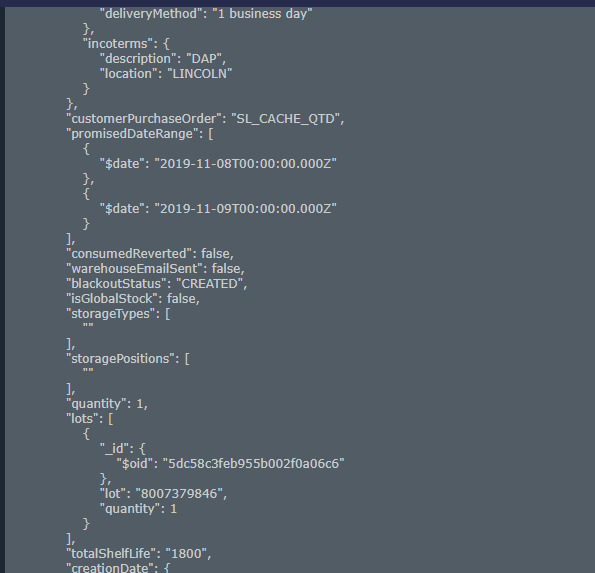 "deliveryMethod": "1 business day"
},
"incoterms": {
"description": "DAP",
"location": "LINCOLN"
}
},
"customerPurchaseOrder": "SL_CACHE_QTD",
"promisedDateRange": [
{
"$date": "2019-11-08T00:00:00.000Z"
},
{
"$date": "2019-11-09T00:00:00.000Z"
}
],
"consumedReverted": false,
"warehouseEmailSent": false,
"blackoutStatus": "CREATED",
"isGlobalStock": false,
"storageTypes": [
""
],
"storagePositions": [
""
],
"quantity": 1,
"lots": [
{
"_id": {
"$oid": "5dc58c3feb955b002f0a06c6"
},
"lot": "8007379846",
"quantity": 1
}
],
"totalShelfLife": "1800",
"creationDate": {